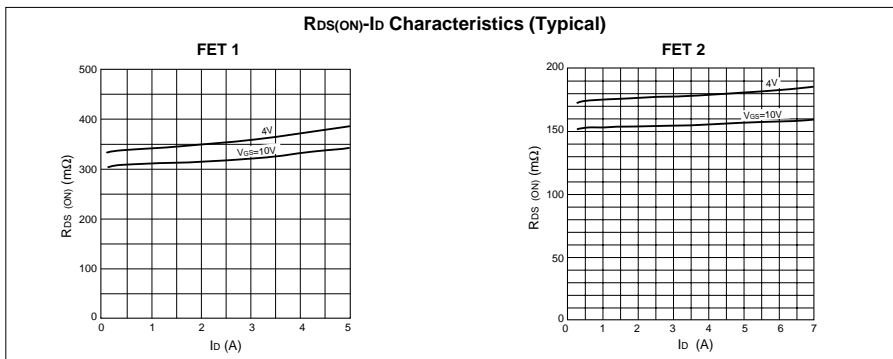 RDS(ON)-ID Characteristics (Typical)
FET 1
500
400
300
200
100
0
RDS (ON) (mΩ)
4V
VGS=10V
0 1 2 3 4 5
ID (A)
FET 2
200
150
100
50
0
RDS (ON) (mΩ)
4V
VGS=10V
0 1 2 3 4 5 6 7
ID (A)